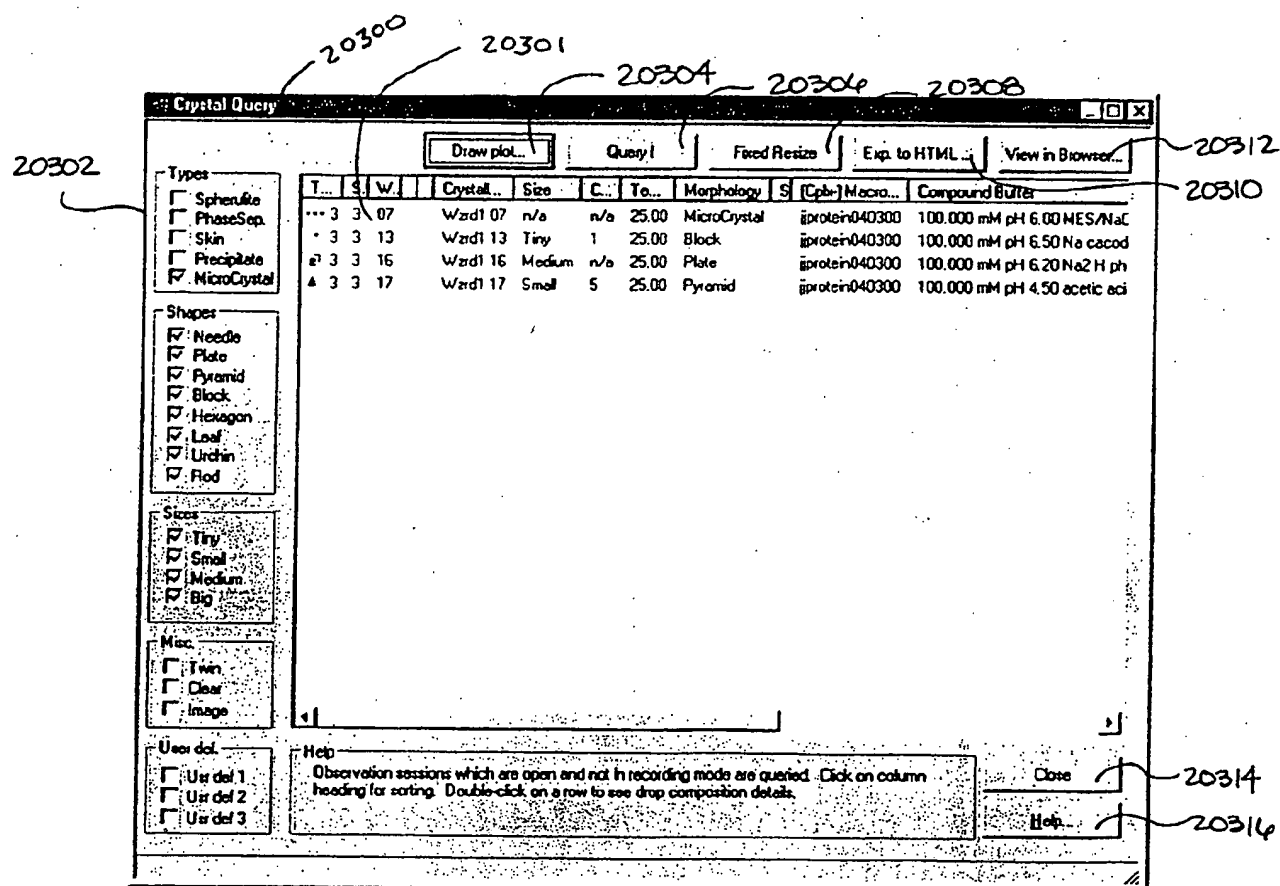 20300
20301
20304
20306
20308
Crystal Query
20302
Draw plot...
Query !
Fixed Resize
Exp. to HTML ...
View in Browser...
20312
20310
Types
Spherulite
PhaseSep.
Skin
Precipitate
MicroCrystal
T... S. W. Crystall... Size C... Te... Morphology S [Cpbr] Macro... Compound Buffer
3 3 07 Wzrd1 07 n/a n/a 25.00 MicroCrystal jjprotein040300 100.000 mM pH 6.00 MES/NaO
3 3 13 Wzrd1 13 Tiny 1 25.00 Block jjprotein040300 100.000 mM pH 6.50 Na cacod
3 3 16 Wzrd1 16 Medium n/a 25.00 Plate jjprotein040300 100.000 mM pH 6.20 Na2 H ph
3 3 17 Wzrd1 17 Small 5 25.00 Pyramid jjprotein040300 100.000 mM pH 4.50 acetic aci
Shapes
Needle
Plate
Pyramid
Block
Hexagon
Leaf
Urchin
Rod
Sizes
Tiny
Small
Medium
Big
Misc.
Twin
Clear
Image
User def.
Usr def 1
Usr def 2
Usr def 3
Help
Observation sessions which are open and not in recording mode are queried. Click on column
heading for sorting. Double-click on a row to see drop composition details.
Close
20314
Help...
20316